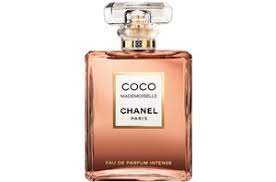 COCO
MADEMOISELLE
CHANEL
PARIS
EAU DE PARFUM INTENSE